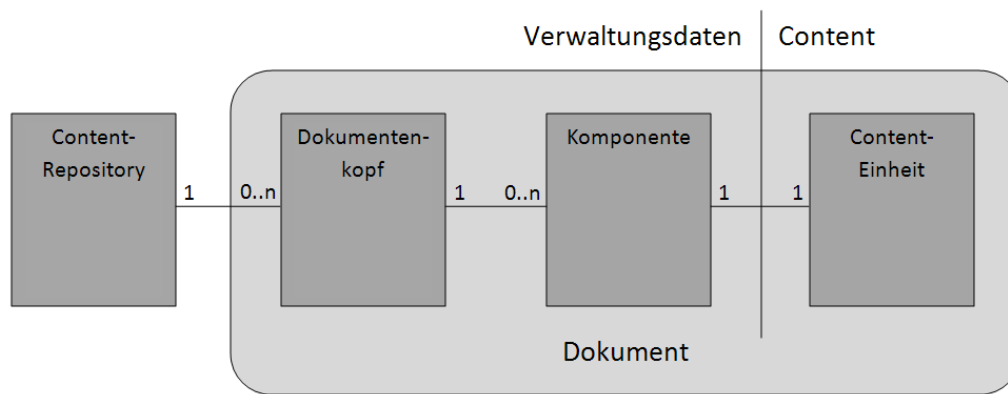 Verwaltungsdaten
Content
Content-
Repository
Dokumenten-
kopf
Komponente
Content-
Einheit
1
0..n
1
0..n
1
1
Dokument